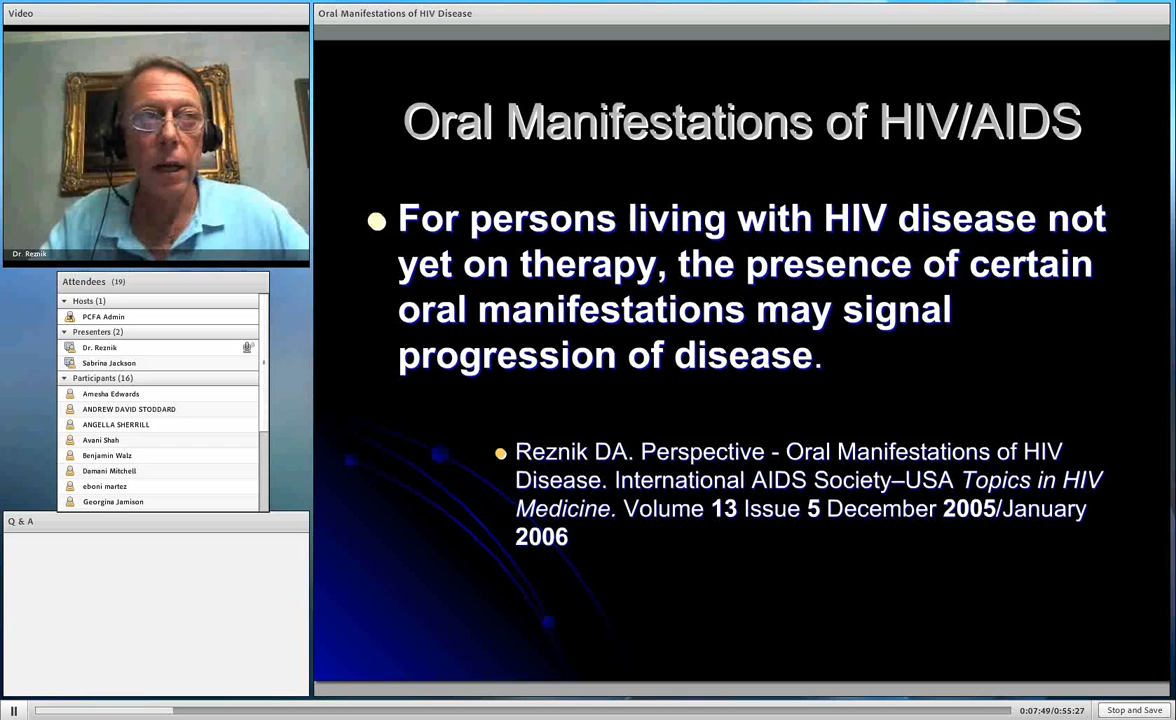 Video
Dr. Reznik
Attendees (19)
Hosts (1)
PCFA Admin
Presenters (2)
Dr. Reznik
Sabrina Jackson
Participants (16)
Amesha Edwards
ANDREW DAVID STODDARD
ANGELLA SHERRILL
Avani Shah
Benjamin Walz
Damani Mitchell
eboni martez
Georgina Jamison
Q & A
Oral Manifestations of HIV Disease
Oral Manifestations of HIV/AIDS
For persons living with HIV disease not
yet on therapy, the presence of certain
oral manifestations may signal
progression of disease.
Reznik DA. Perspective - Oral Manifestations of HIV
Disease. International AIDS Society–USA Topics in HIV
Medicine. Volume 13 Issue 5 December 2005/January
2006
0:07:49/0:55:27
Stop and Save